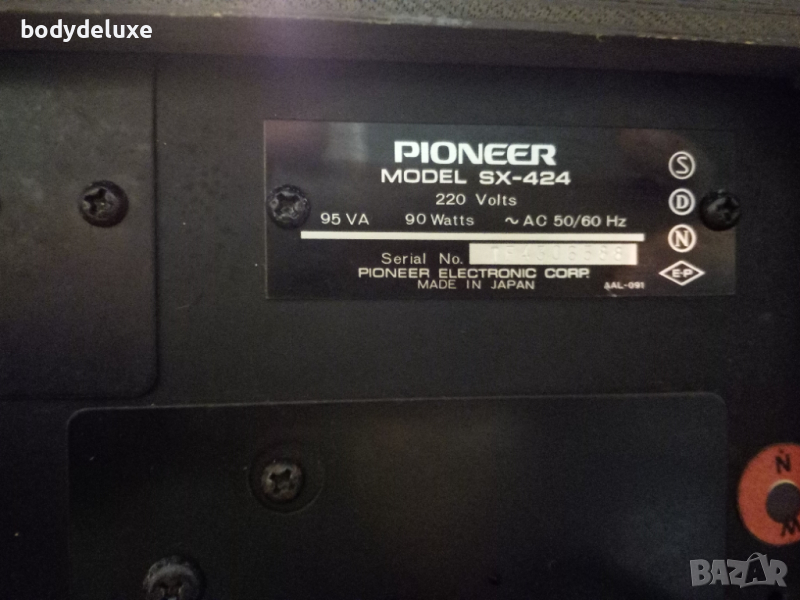 bodydeluxe
PIONEER
MODEL SX-424
220 Volts
95 VA 90 Watts ~ AC 50/60 Hz
Serial No.
PIONEER ELECTRONIC CORP.
MADE IN JAPAN
AAL-091
S
D
N
E-P
N
W
BAZAR